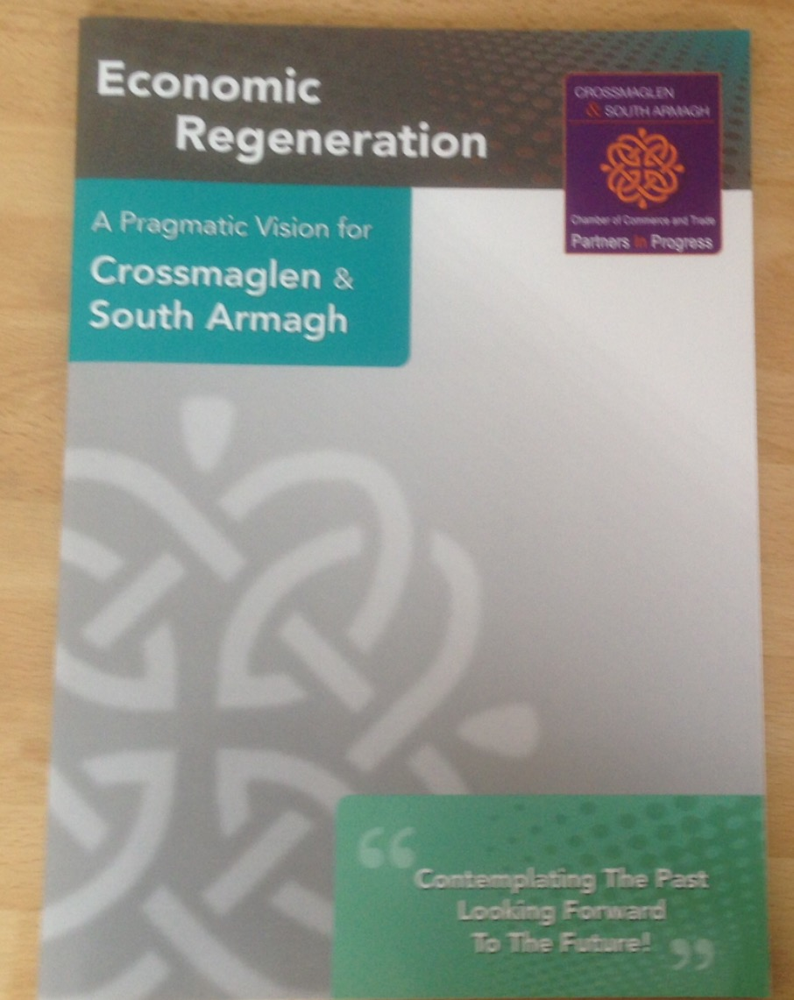 Economic
Regeneration
CROSSMAGLEN
& SOUTH ARMAGH
Chamber of Commerce and Trade
Partners In Progress
A Pragmatic Vision for
Crossmaglen &
South Armagh
“Contemplating The Past
Looking Forward
To The Future!”